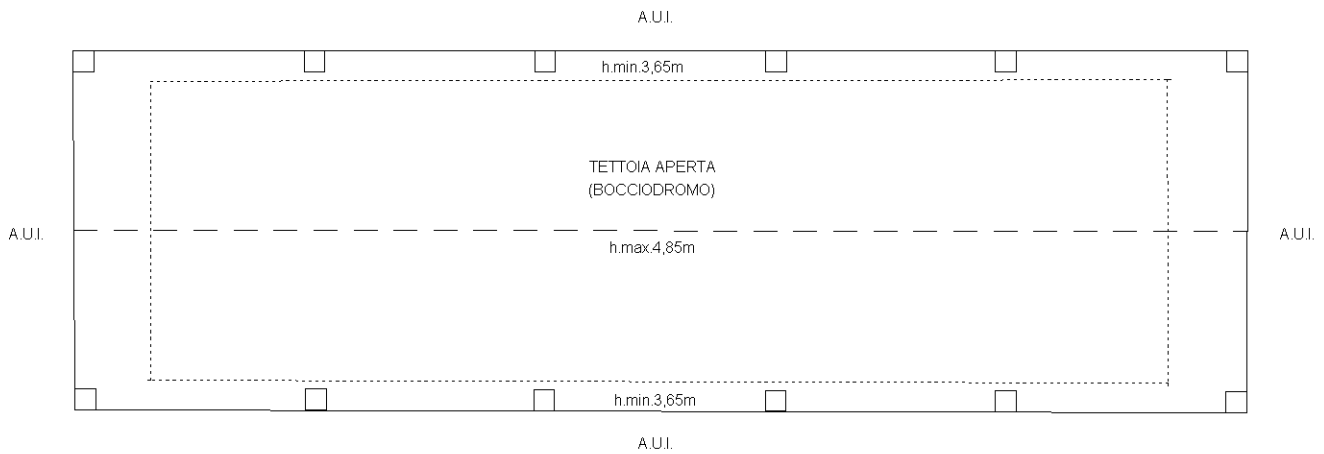 A.U.I.
h.min.3,65m
TETTOIA APERTA
(BOCCIODROMO)
A.U.I.
A.U.I.
h.max.4,85m
h.min.3,65m
A.U.I.